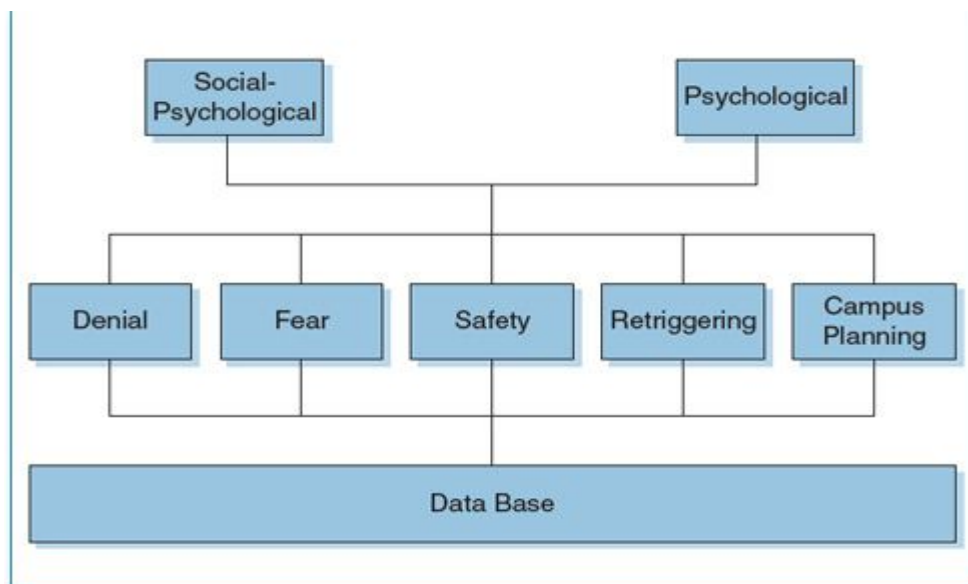 Social-
Psychological
Psychological
Denial
Fear
Safety
Retriggering
Campus
Planning
Data Base